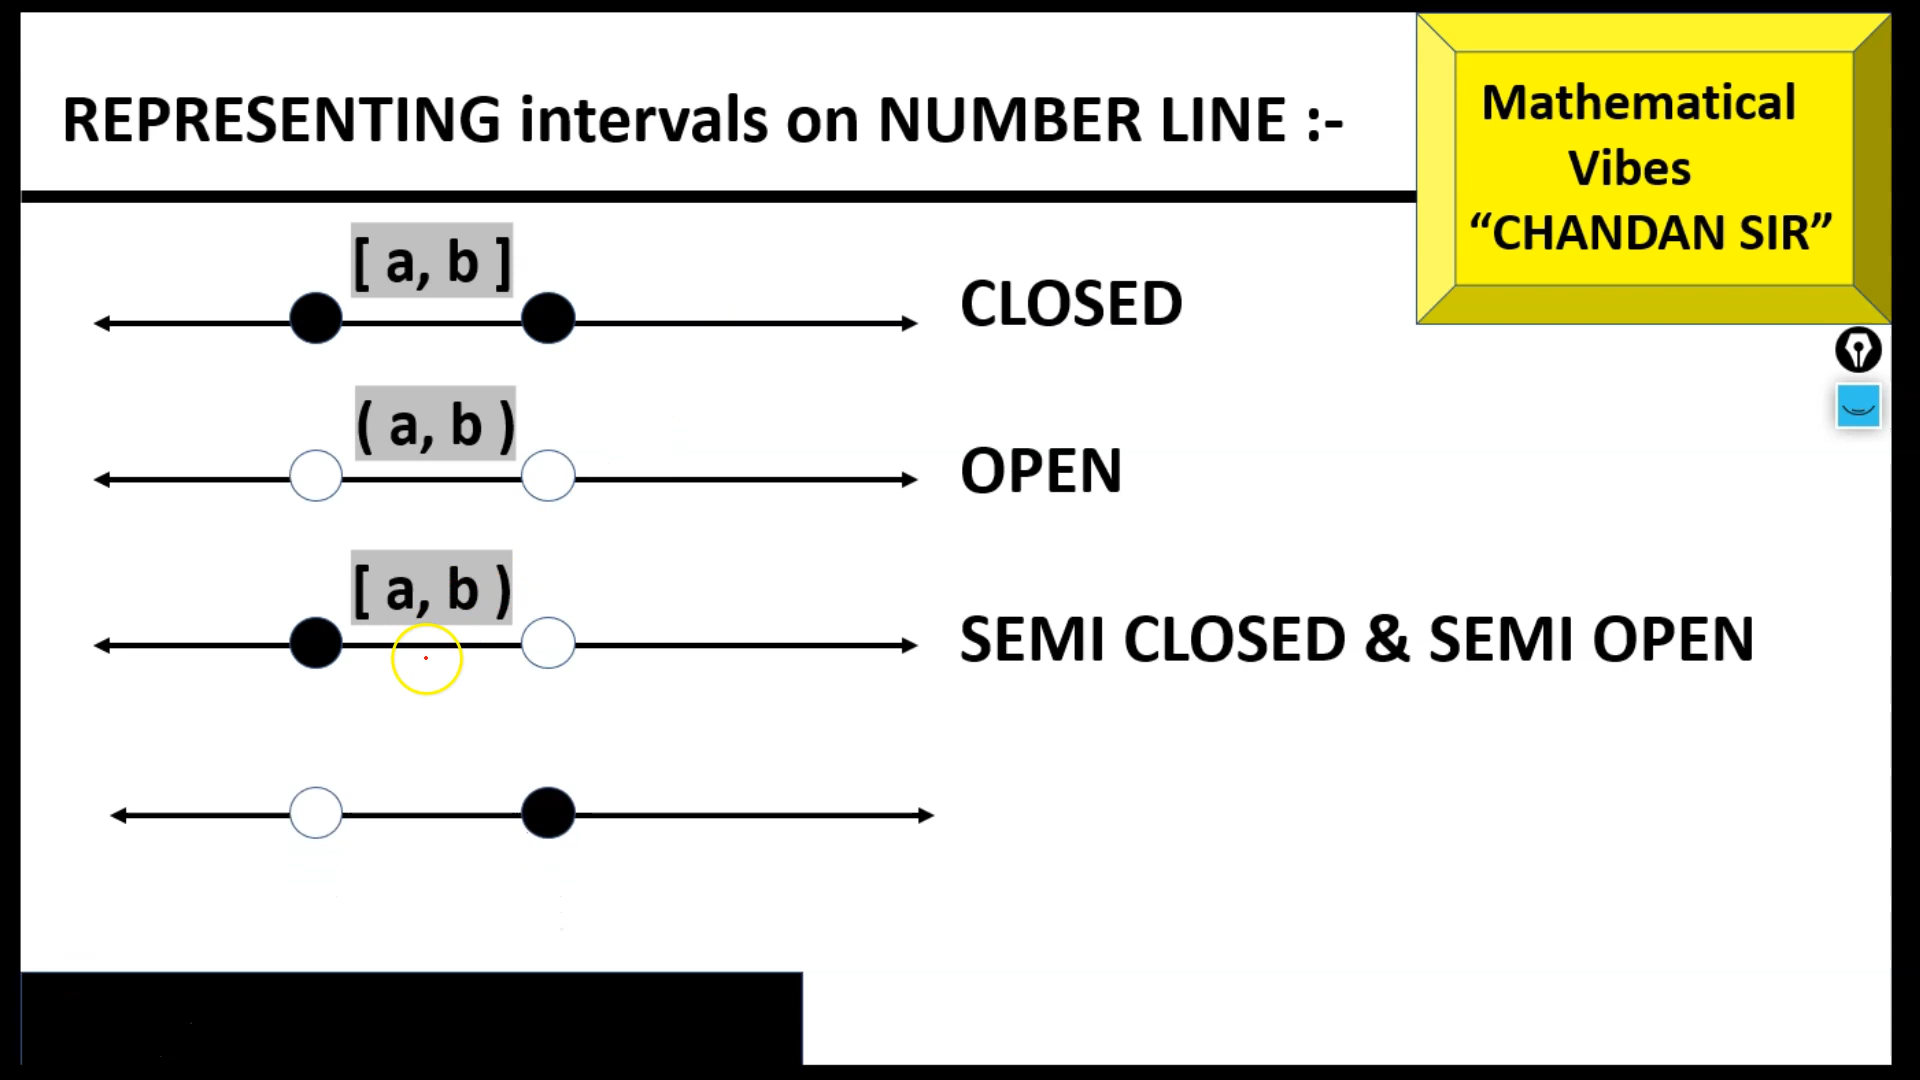 REPRESENTING intervals on NUMBER LINE :-
Mathematical
Vibes
“CHANDAN SIR”
[ a, b ]
CLOSED
( a, b )
OPEN
[ a, b )
SEMI CLOSED & SEMI OPEN